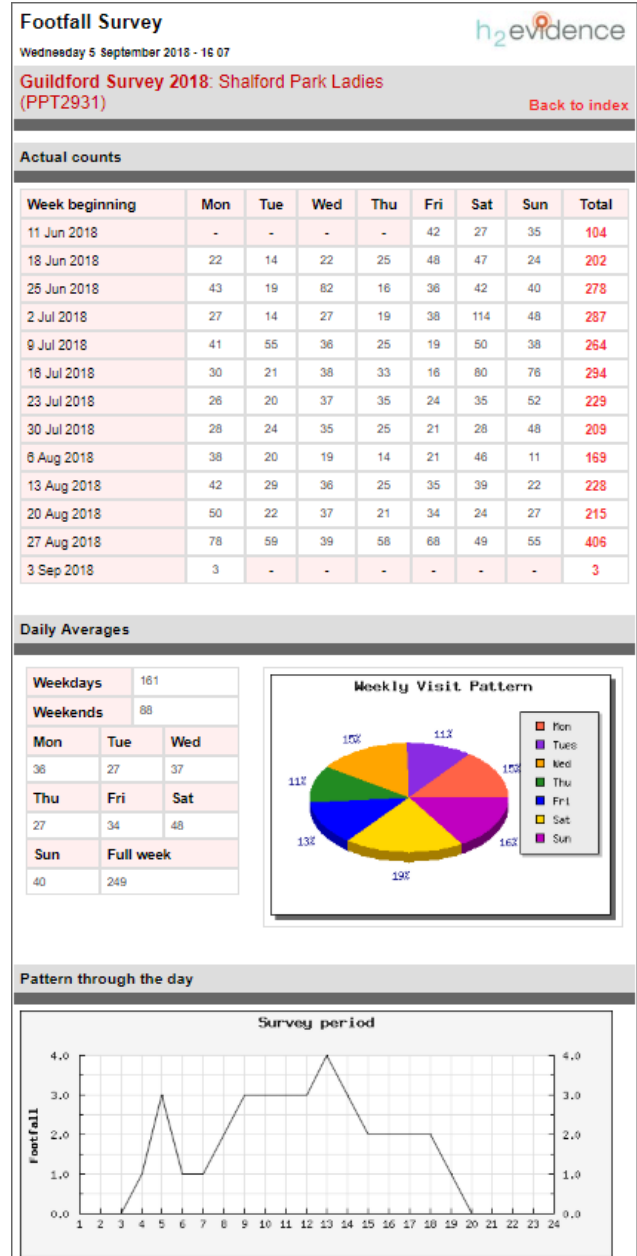 Footfall Survey
h2evidence
Wednesday 5 September 2018 - 16 07
Guildford Survey 2018: Shalford Park Ladies
(PPT2931)
Back to index
Actual counts
Week beginning Mon Tue Wed Thu Fri Sat Sun Total
11 Jun 2018 - - - - 42 27 35 104
18 Jun 2018 22 14 22 25 48 47 24 202
25 Jun 2018 43 19 82 16 36 42 40 278
2 Jul 2018 27 14 27 19 38 114 48 287
9 Jul 2018 41 55 36 25 19 50 38 264
16 Jul 2018 30 21 38 33 16 80 76 294
23 Jul 2018 26 20 37 35 24 35 52 229
30 Jul 2018 28 24 35 25 21 28 48 209
6 Aug 2018 38 20 19 14 21 46 11 169
13 Aug 2018 42 29 36 25 35 39 22 228
20 Aug 2018 50 22 37 21 34 24 27 215
27 Aug 2018 78 59 39 58 68 49 55 406
3 Sep 2018 3 - - - - - - 3
Daily Averages
Weekdays 161
Weekends 88
Mon Tue Wed
36 27 37
Thu Fri Sat
27 34 48
Sun Full week
40 249
Weekly Visit Pattern
15%
11%
15%
11%
13%
16%
19%
Mon
Tues
Wed
Thu
Fri
Sat
Sun
Pattern through the day
Survey period
Footfall
4.0 4.0
3.0 3.0
2.0 2.0
1.0 1.0
0.0 0.0
1 2 3 4 5 6 7 8 9 10 11 12 13 14 15 16 17 18 19 20 21 22 23 24